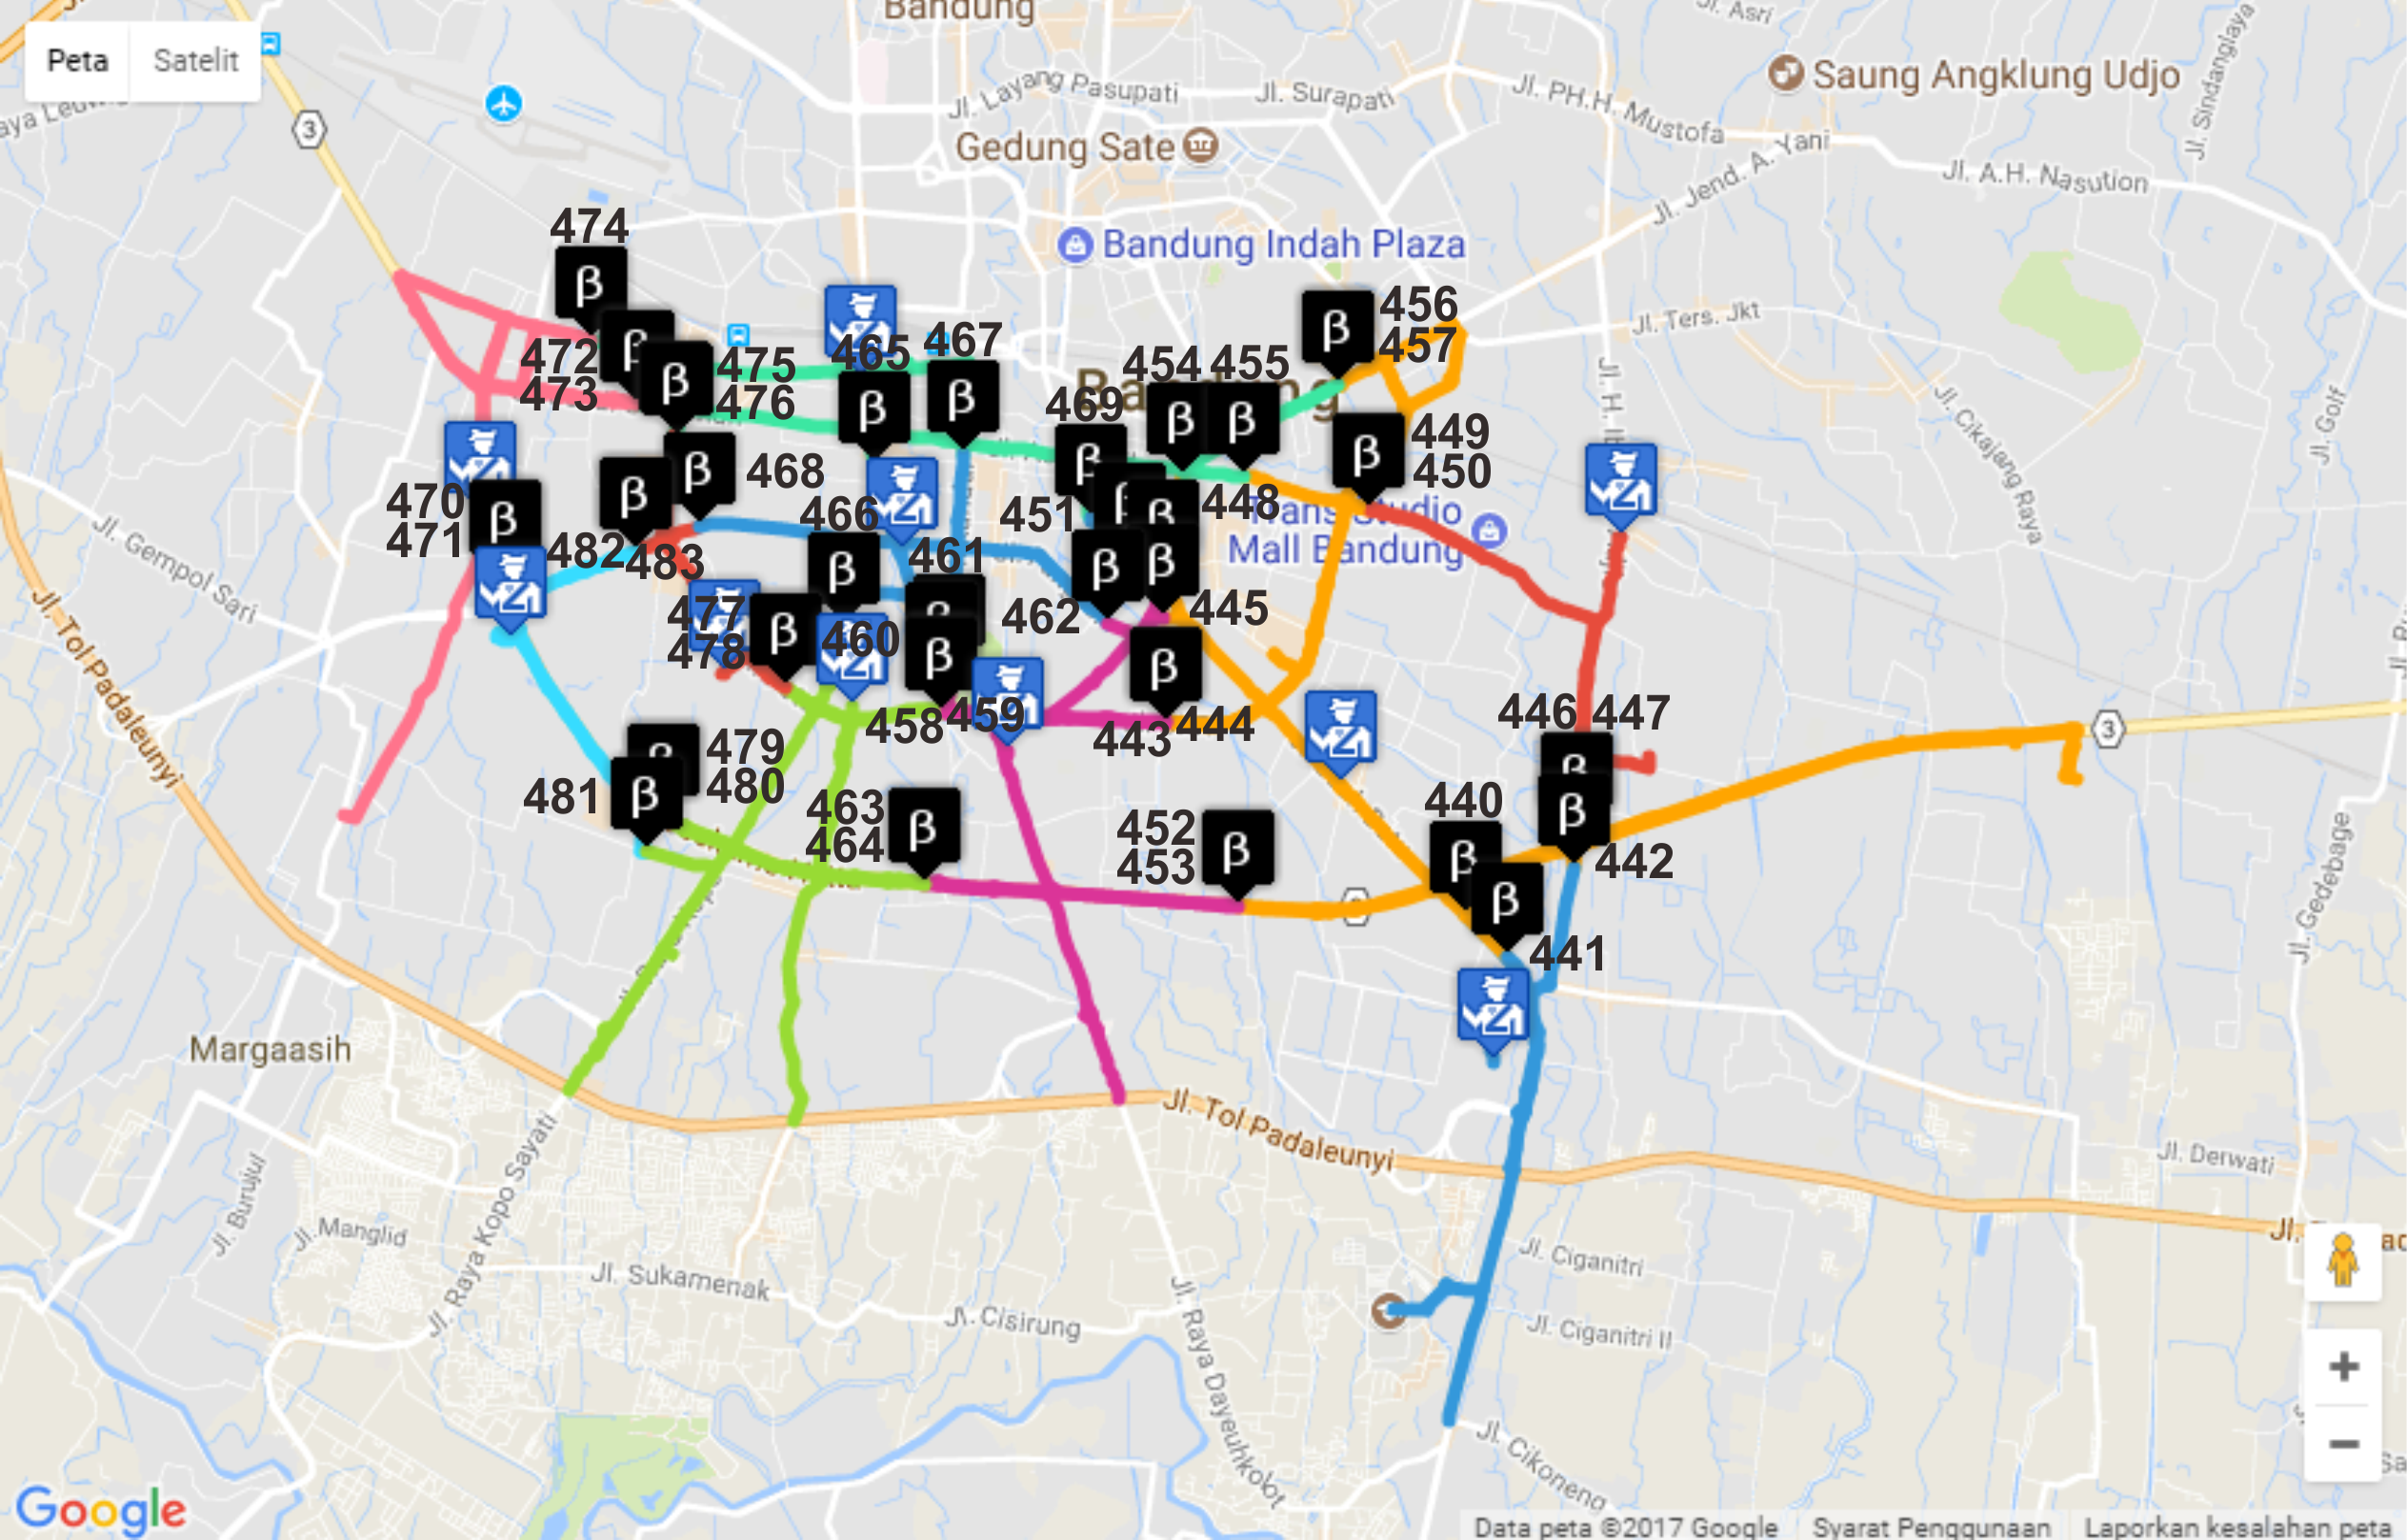 Bandung
Jl. Asri
Peta
Satelit
Saung Angklung Udjo
Jl. Sindanglaya
Jl. Layang Pasupati
Jl. Surapati
Jl. PH.H. Mustofa
3
Gedung Sate
Jl. Jend. A. Yani
Jl. A.H. Nasution
474
β
Bandung Indah Plaza
456
457
β
Jl. Ters. Jkt
472
473
β
475
476
465
467
β
β
454
455
β
β
469
β
449
450
β
Jl. Golf
Jl. Cikajang Raya
470
471
β
β
β
468
466
451
448
β
Trans Studio
Mall Bandung
Jl. Gempol Sari
482
483
461
β
β
β
462
445
477
478
β
460
β
β
Jl. Tol Padaleunyi
458
459
443
444
446
447
3
479
480
481
β
463
464
β
452
453
β
440
β
β
442
β
441
Jl. Gedebage
Margaasih
Jl. Tol Padaleunyi
Jl. Derwati
Jl. Burujul
Jl. Manglid
Jl. Raya Kopo Sayati
Jl. Sukamenak
Jl. Cisirung
Jl. Raya Dayeuhkolot
Jl. Ciganitri
Jl. Ciganitri II
Jl. Cikoneng
+
−
Google
Data peta ©2017 Google
Syarat Penggunaan
Laporkan kesalahan peta